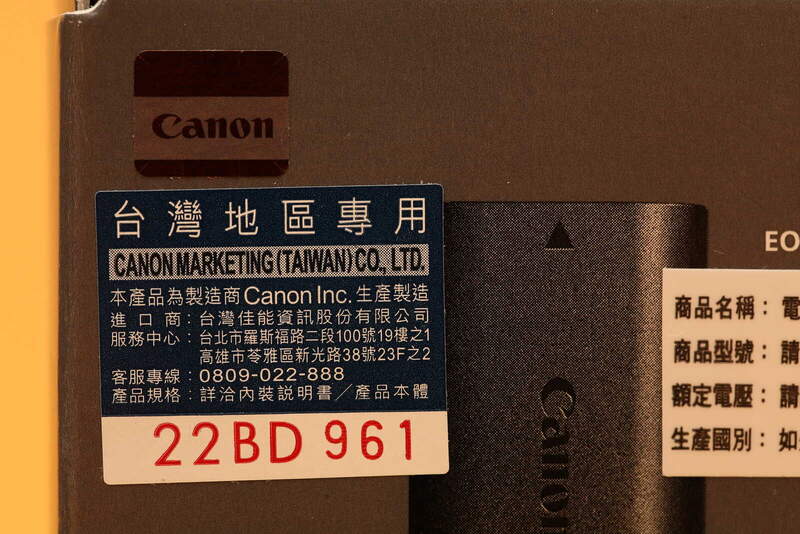 Canon
台灣地區專用
CANON MARKETING (TAIWAN) CO., LTD.
本產品為製造商 Canon Inc. 生產製造
進口商：台灣佳能資訊股份有限公司
服務中心：台北市羅斯福路二段100號19樓之1
高雄市苓雅區新光路38號23F之2
客服專線：0809-022-888
產品規格：詳洽內裝説明書／產品本體
22BD 961
Canon
EO
商品名稱：電
商品型號：請
額定電壓：請
生產國別：如